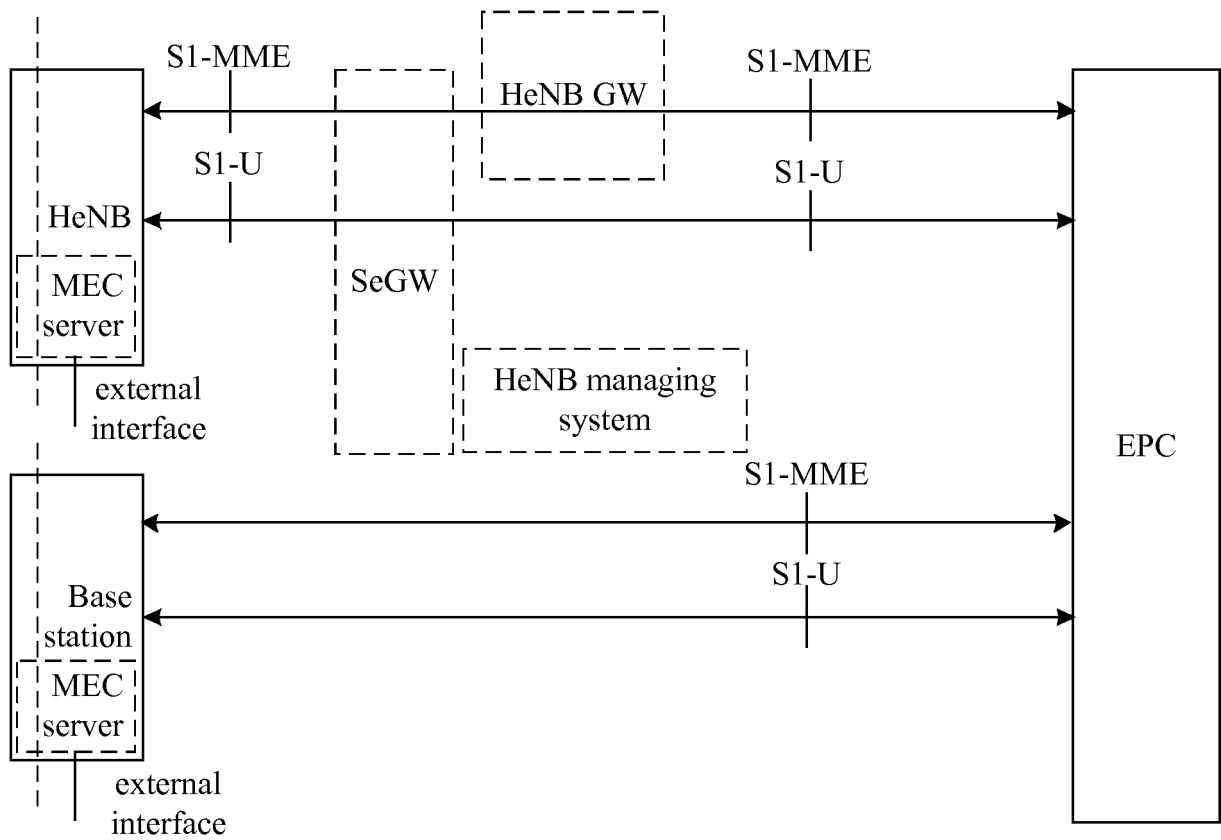 S1-MME
HeNB GW
S1-MME
S1-U
S1-U
HeNB
MEC
server
SeGW
external
interface
HeNB managing
system
EPC
S1-MME
S1-U
Base
station
MEC
server
external
interface